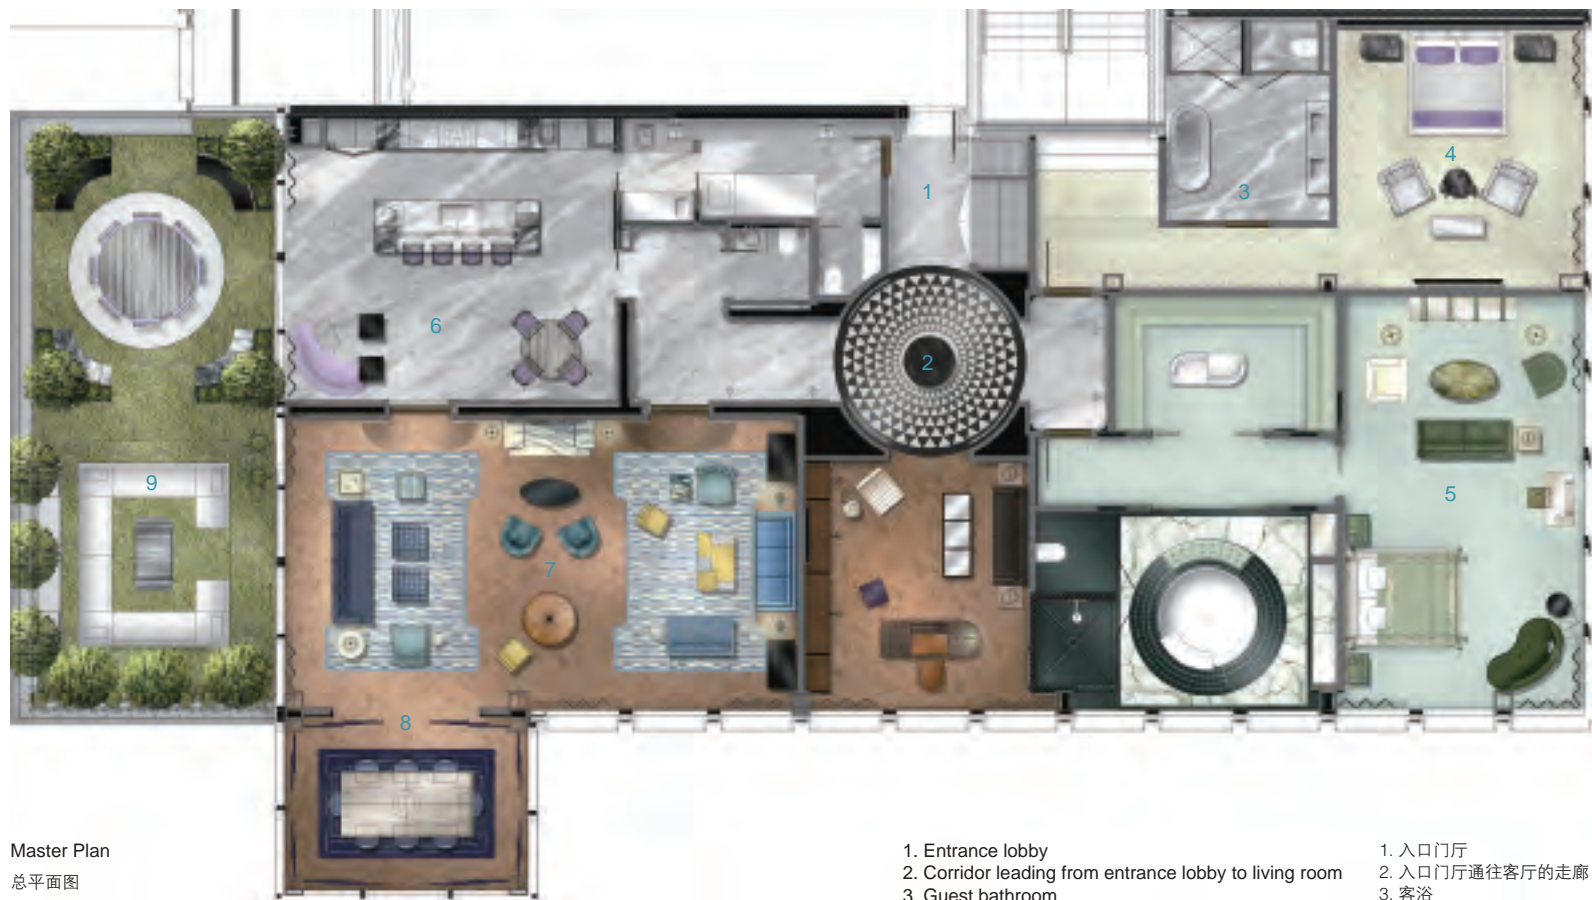 1
2
3
4
5
6
7
8
9
Master Plan
总平面图
1. Entrance lobby
2. Corridor leading from entrance lobby to living room
3. Guest bathroom
1. 入口门厅
2. 入口门厅通往客厅的走廊
3. 客浴